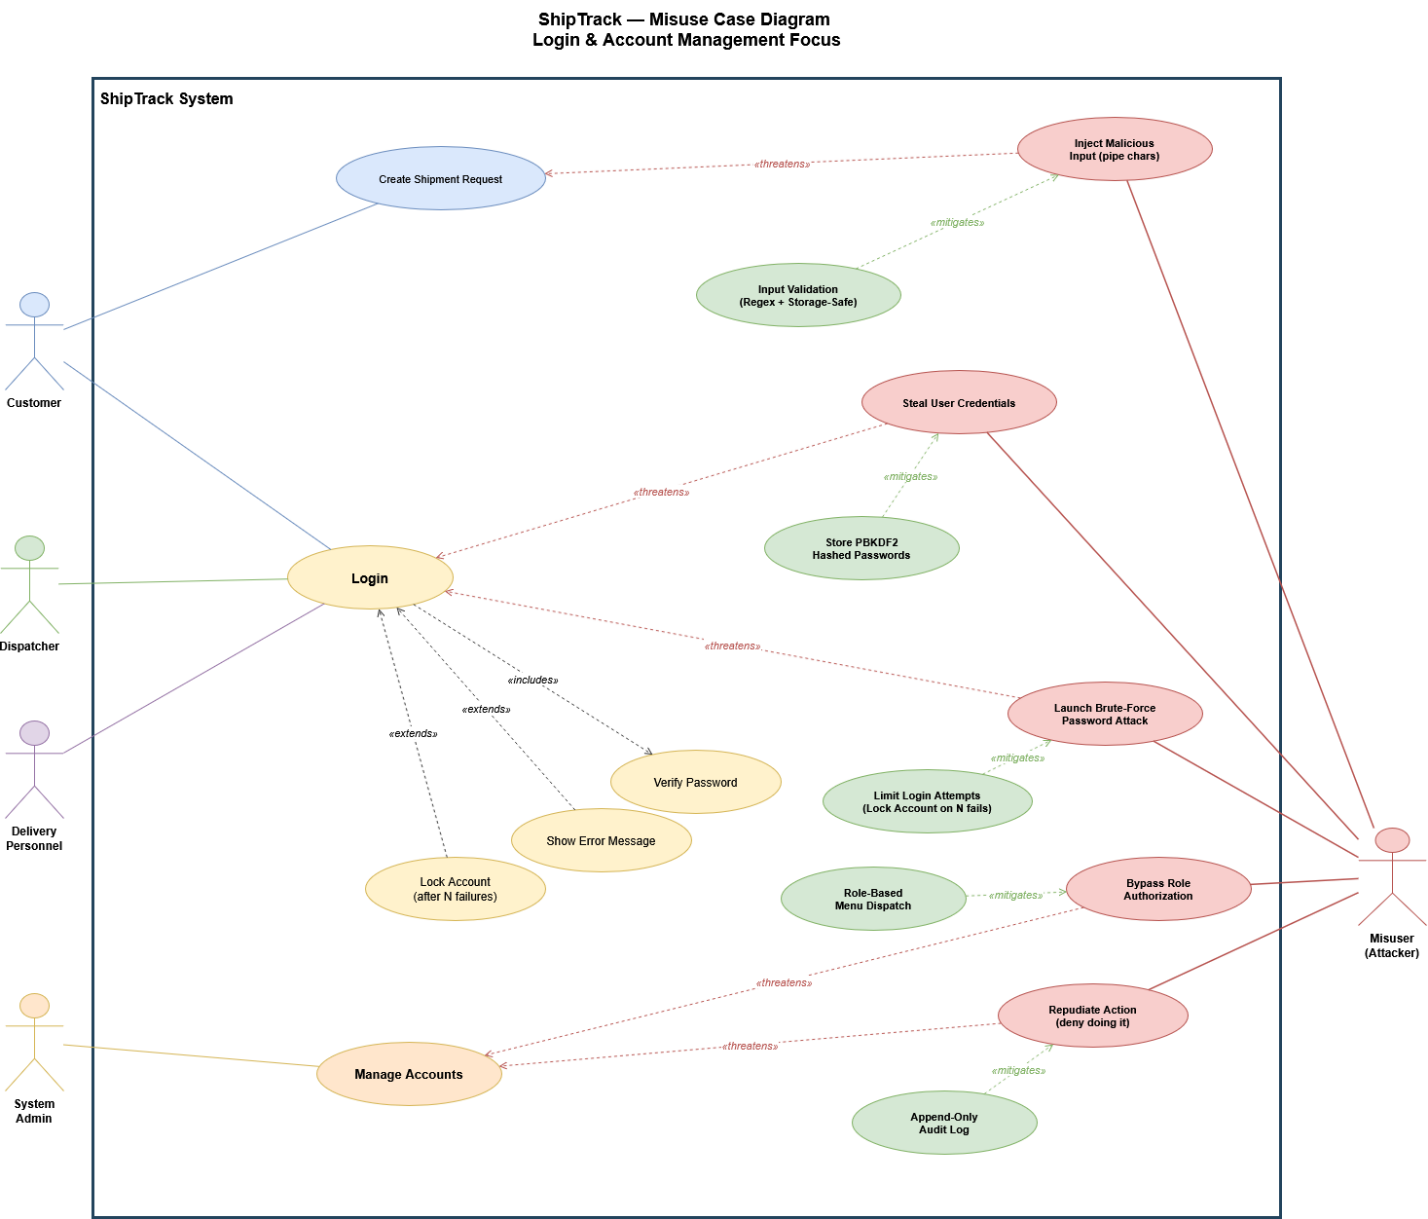 ShipTrack — Misuse Case Diagram
Login & Account Management Focus
ShipTrack System
Inject Malicious
Input (pipe chars)
«threatens»
Create Shipment Request
«mitigates»
Input Validation
(Regex + Storage-Safe)
Customer
Steal User Credentials
«mitigates»
«threatens»
Store PBKDF2
Hashed Passwords
Login
Dispatcher
«threatens»
«includes»
«extends»
«extends»
Launch Brute-Force
Password Attack
«mitigates»
Verify Password
Limit Login Attempts
(Lock Account on N fails)
Delivery
Personnel
Show Error Message
Lock Account
(after N failures)
Role-Based
Menu Dispatch
«mitigates»
Bypass Role
Authorization
Misuser
(Attacker)
«threatens»
Repudiate Action
(deny doing it)
«threatens»
«mitigates»
Manage Accounts
System
Admin
Append-Only
Audit Log